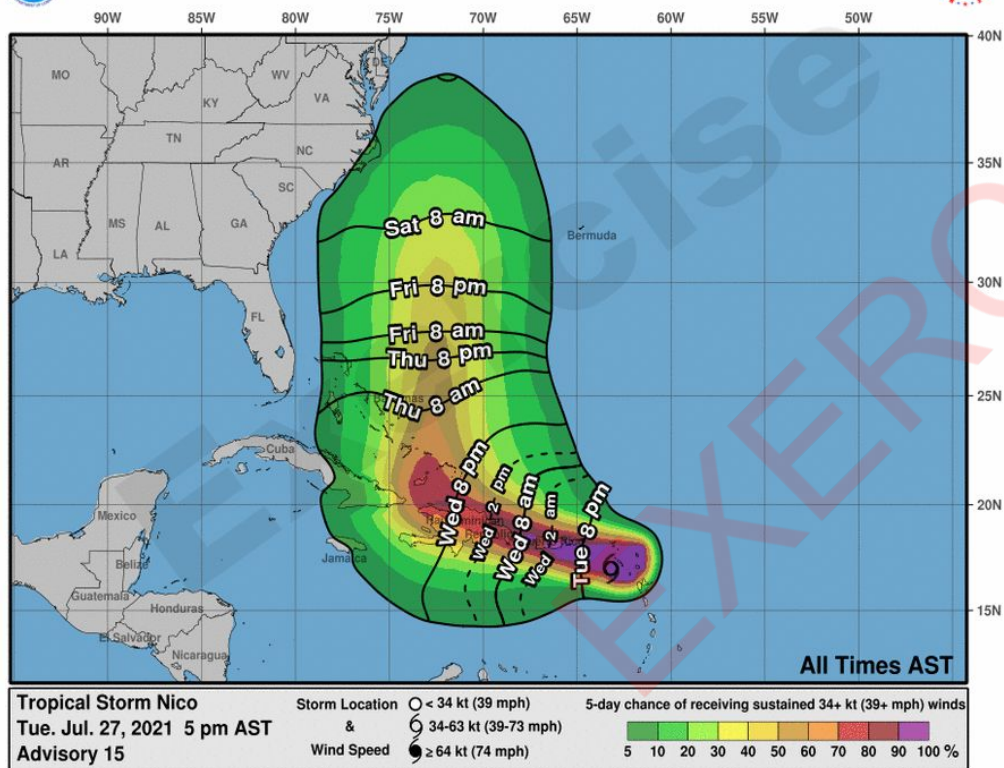 90W 85W 80W 75W 70W 65W 60W 55W 50W
40N
MO
WV
DE
KY
VA
TN
NC
35N
AR
SC
MS
AL
GA
Sat 8 am
Bermuda
LA
Fri 8 pm
30N
FL
Fri 8 am
Thu 8 pm
Thu 8 am
25N
Cuba
Wed 8 pm
Wed 2 pm
Wed 8 am
Wed 2 am
Tue 8 pm
20N
Mexico
Jamaica
Belize
Guatemala
Honduras
15N
El Salvador
Nicaragua
Exercise
EXERC
All Times AST
Tropical Storm Nico
Tue. Jul. 27, 2021 5 pm AST
Advisory 15
Storm Location
&
Wind Speed
< 34 kt (39 mph)
34-63 kt (39-73 mph)
≥ 64 kt (74 mph)
5-day chance of receiving sustained 34+ kt (39+ mph) winds
5 10 20 30 40 50 60 70 80 90 100 %